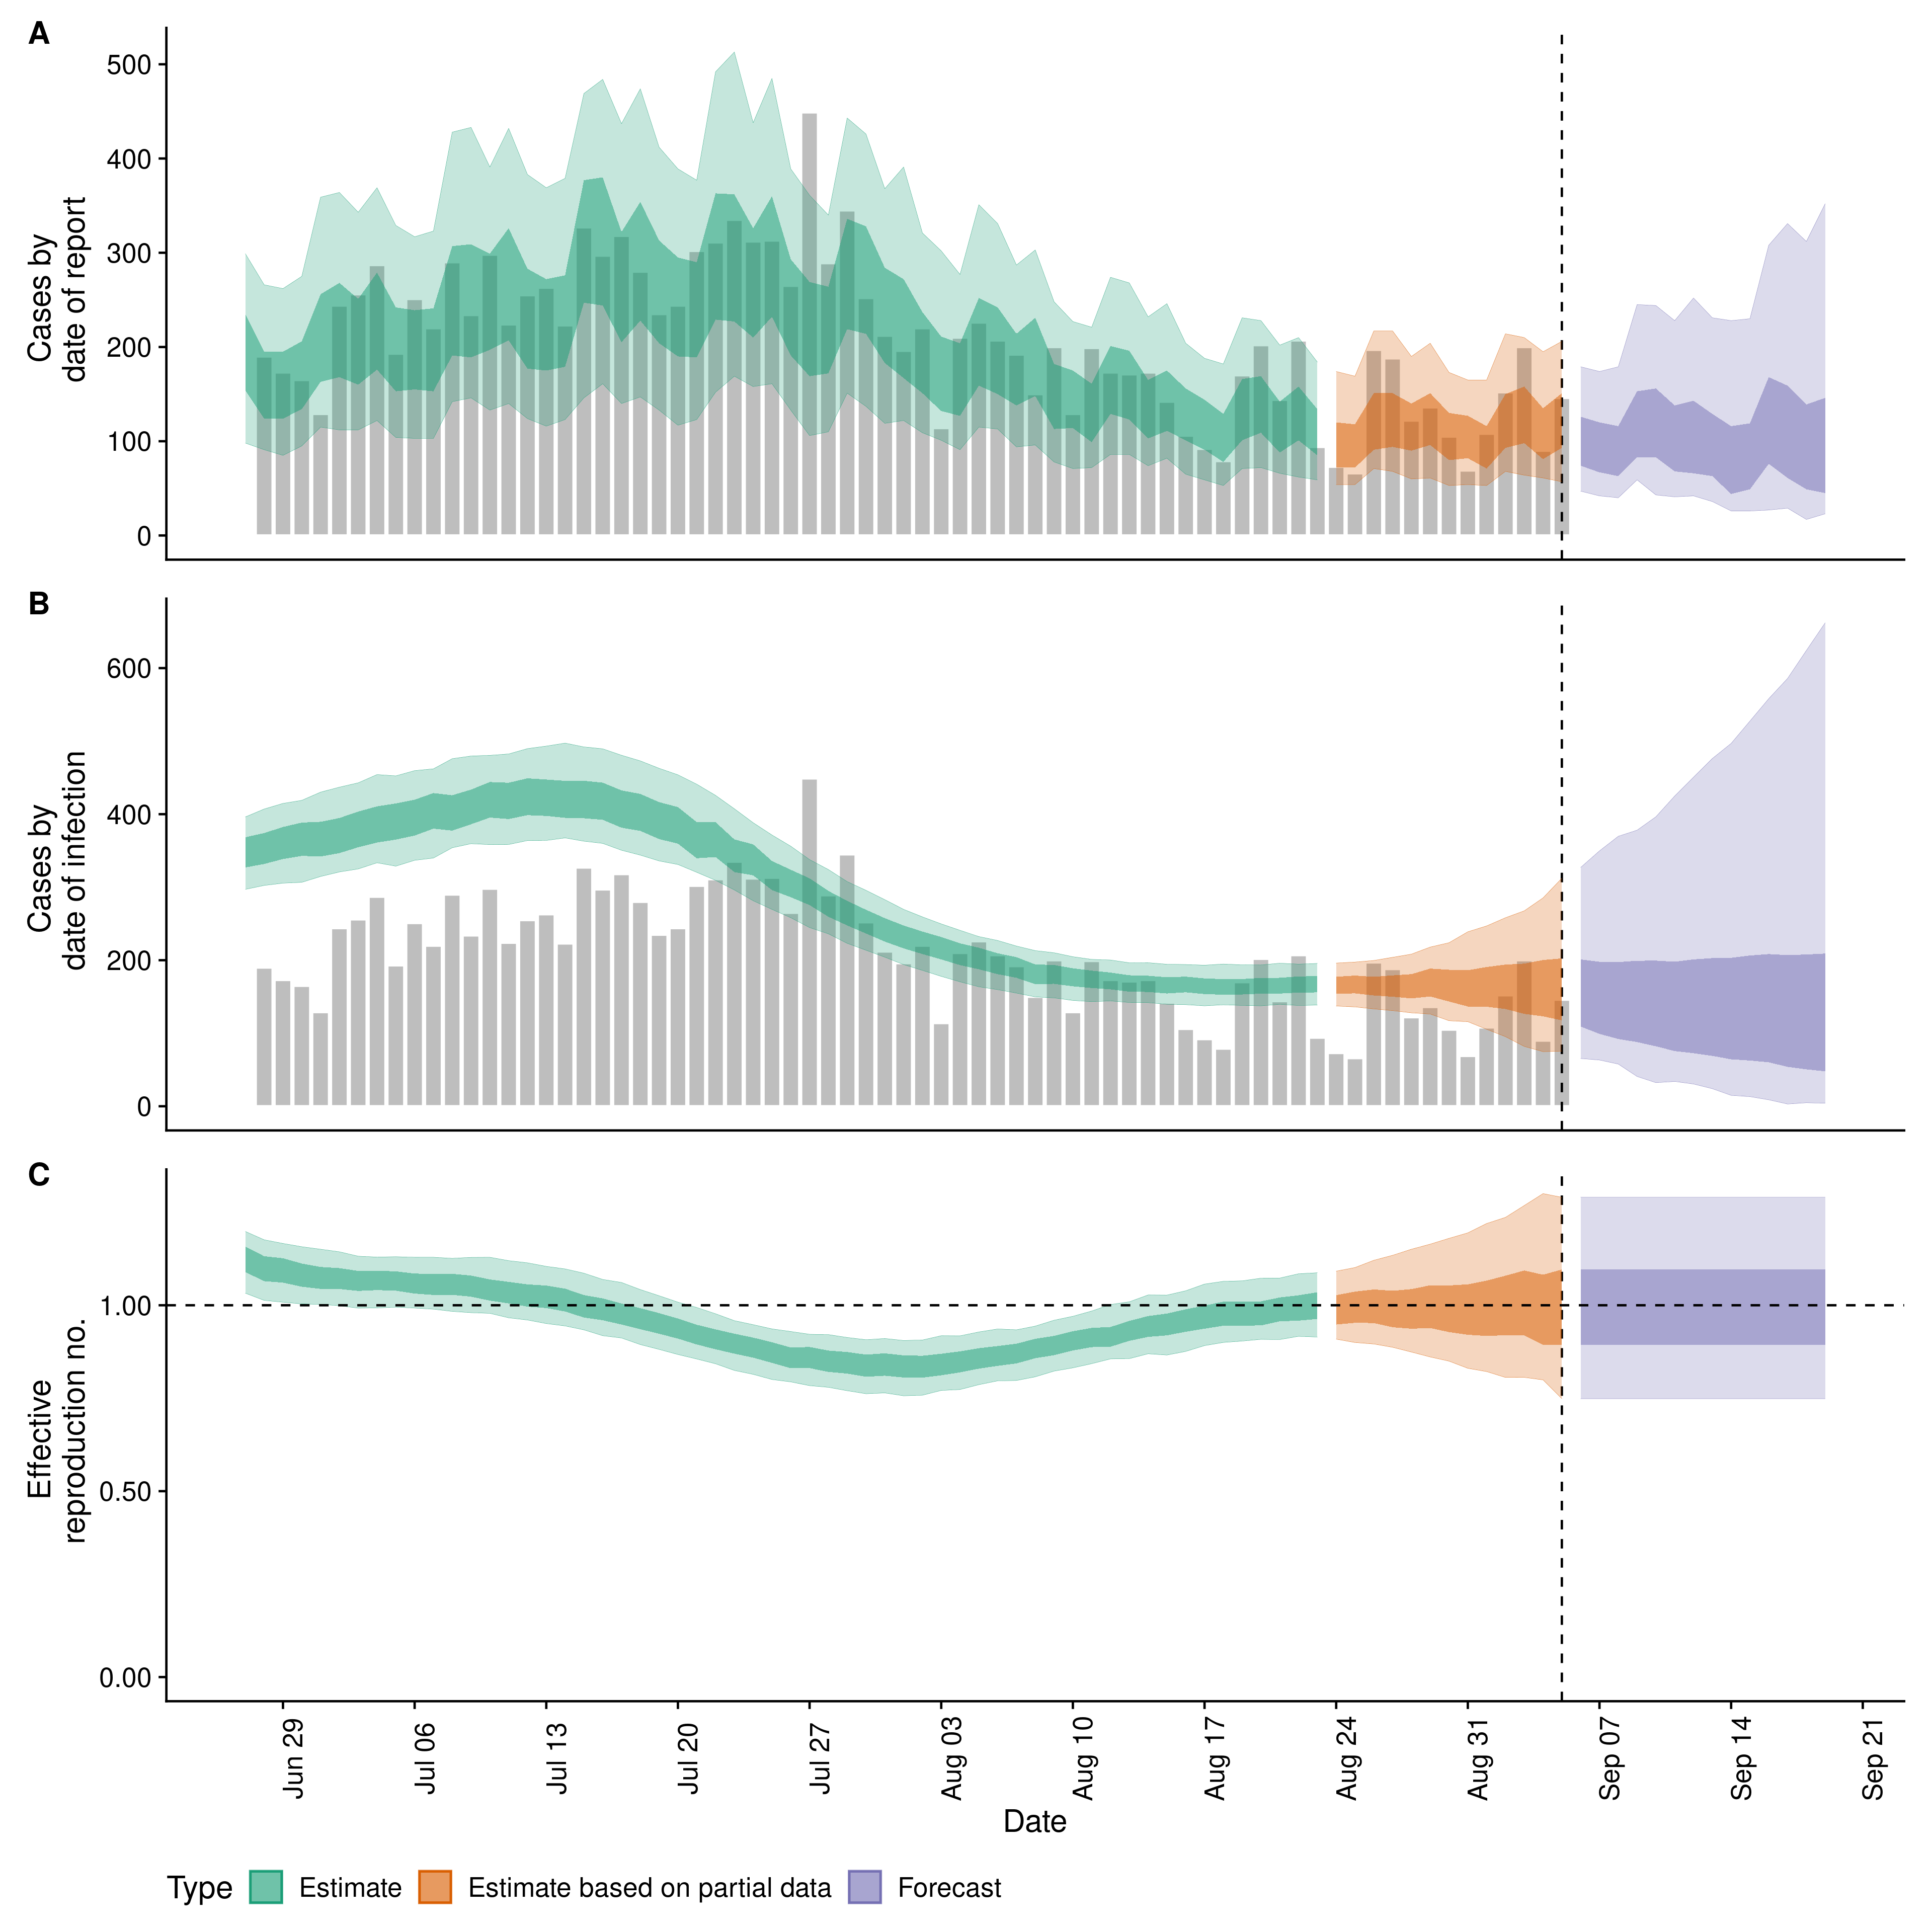 A
Cases by
date of report
500
400
300
200
100
0
B
Cases by
date of infection
600
400
200
0
C
Effective
reproduction no.
1.00
0.50
0.00
Jun 29
Jul 06
Jul 13
Jul 20
Jul 27
Aug 03
Aug 10
Aug 17
Aug 24
Aug 31
Sep 07
Sep 14
Sep 21
Date
Type Estimate Estimate based on partial data Forecast